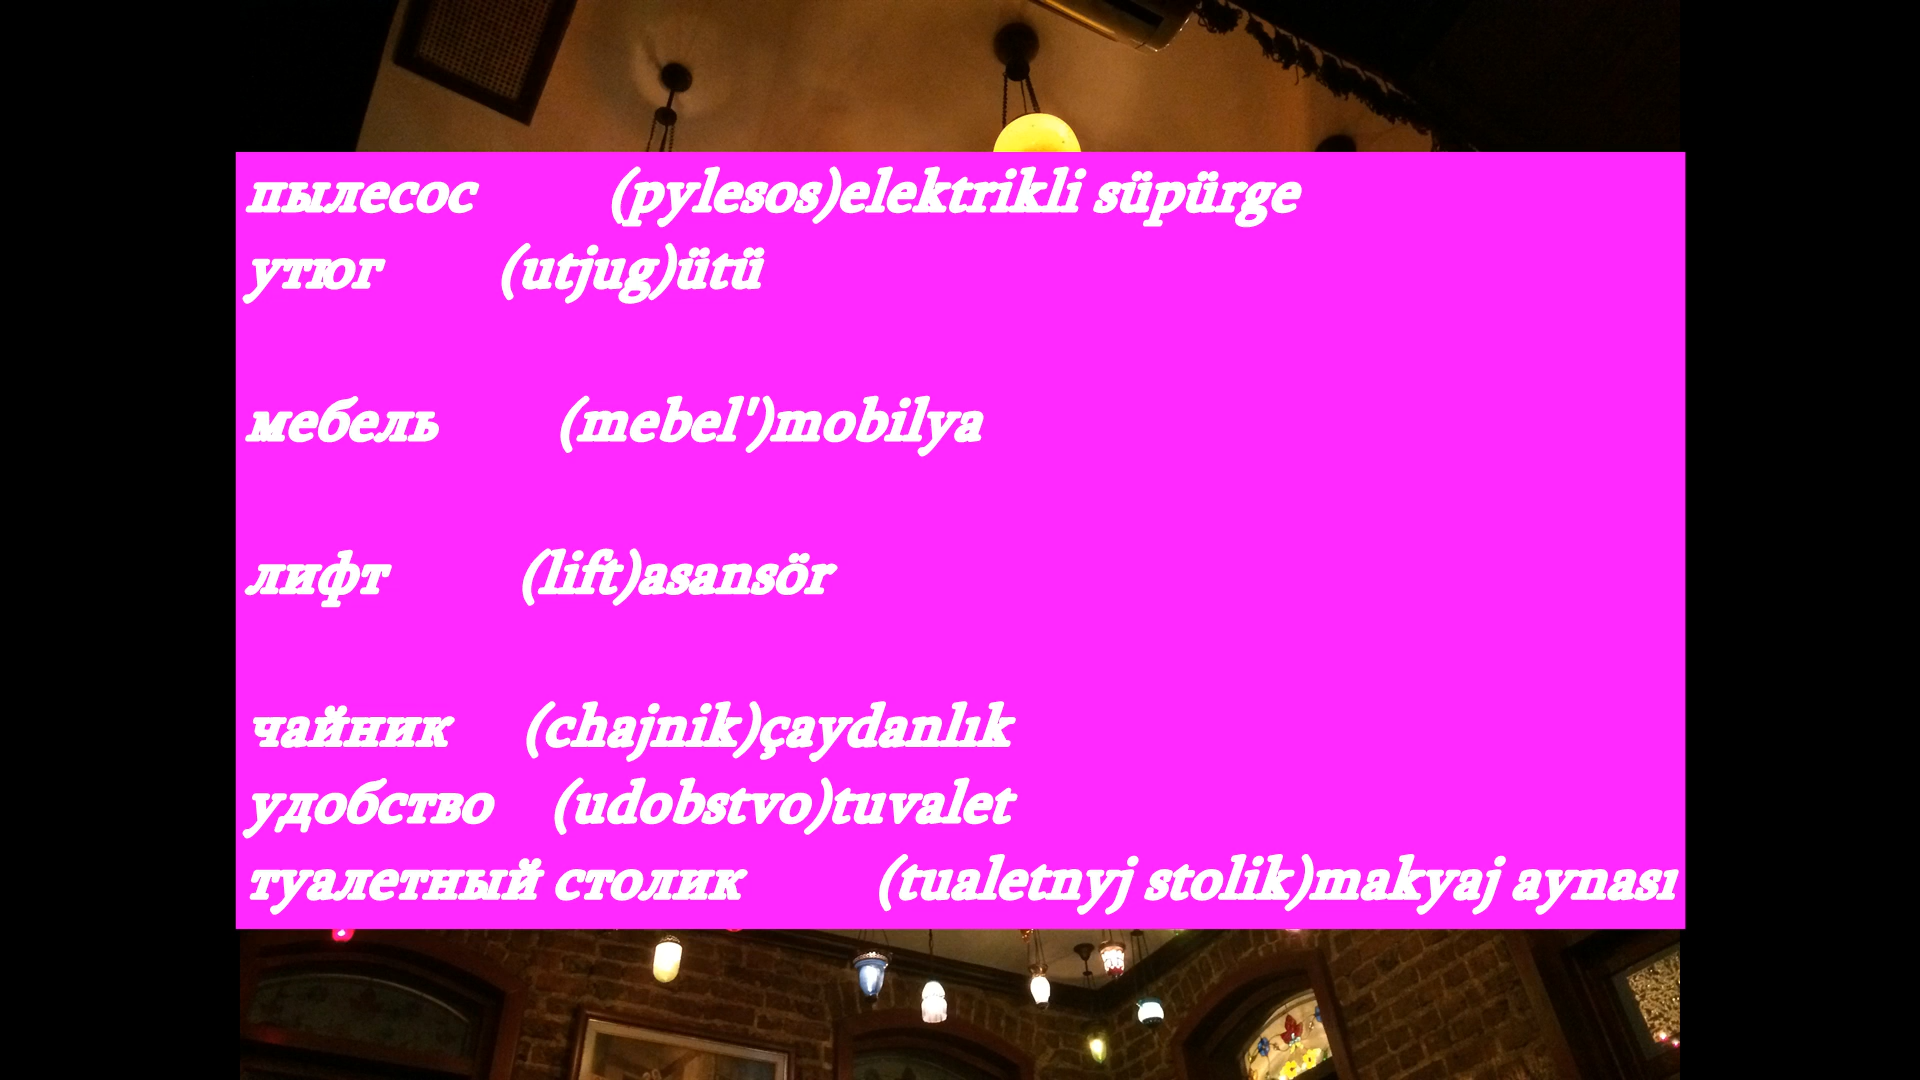 пылесос (pylesos)elektrikli süpürge
утюг (utjug)ütü
мебель (mebel')mobilya
лифт (lift)asansör
чайник (chajnik)çaydanlık
удобство (udobstvo)tuvalet
туалетный столик (tualetnyj stolik)makyaj aynası